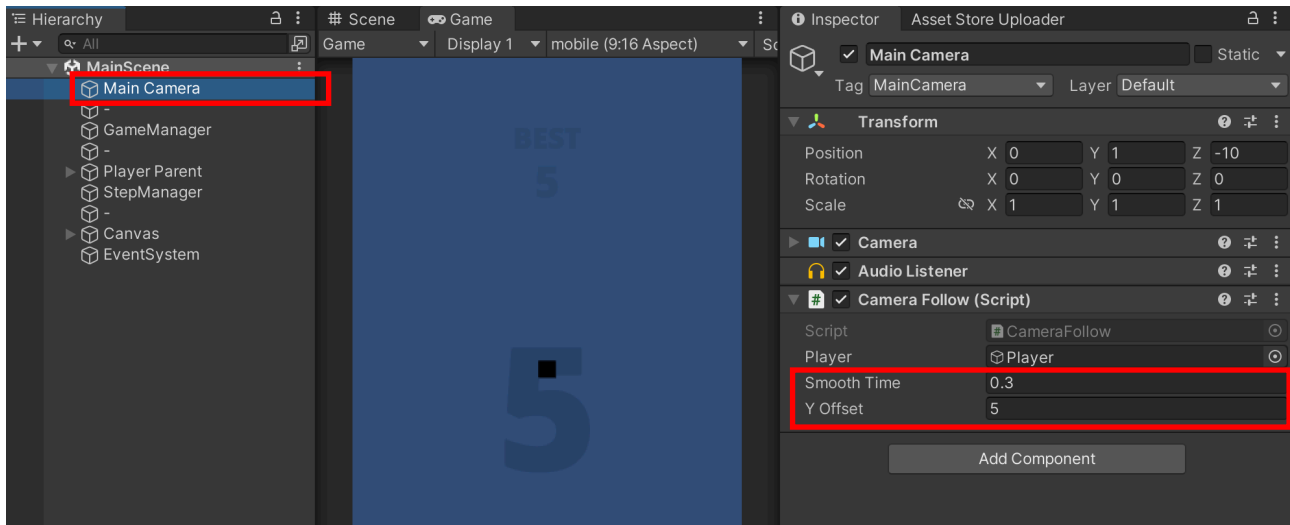 Hierarchy
All
MainScene
Main Camera
-
GameManager
-
Player Parent
StepManager
-
Canvas
EventSystem
# Scene
Game
Game
Display 1
mobile (9:16 Aspect)
Sc
BEST
5
5
Inspector
Asset Store Uploader
Main Camera
Static
Tag MainCamera
Layer Default
Transform
Position X 0 Y 1 Z -10
Rotation X 0 Y 0 Z 0
Scale X 1 Y 1 Z 1
Camera
Audio Listener
# Camera Follow (Script)
Script # CameraFollow
Player Player
Smooth Time 0.3
Y Offset 5
Add Component